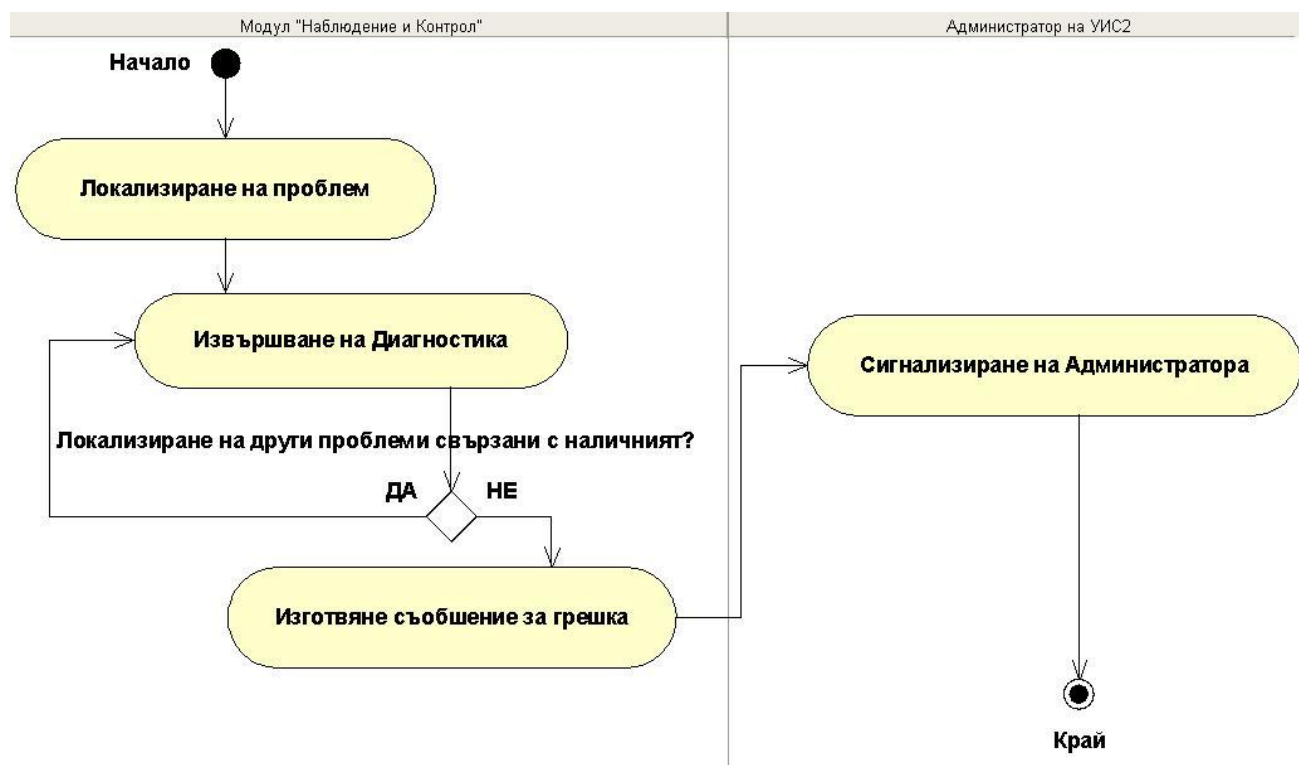 Модул "Наблюдение и Контрол"
Администратор на УИС2
Начало
Локализиране на проблем
Извършване на Диагностика
Сигнализиране на Администратора
Локализиране на други проблеми свързани с наличният?
ДА
НЕ
Изготвяне съобшение за грешка
Край